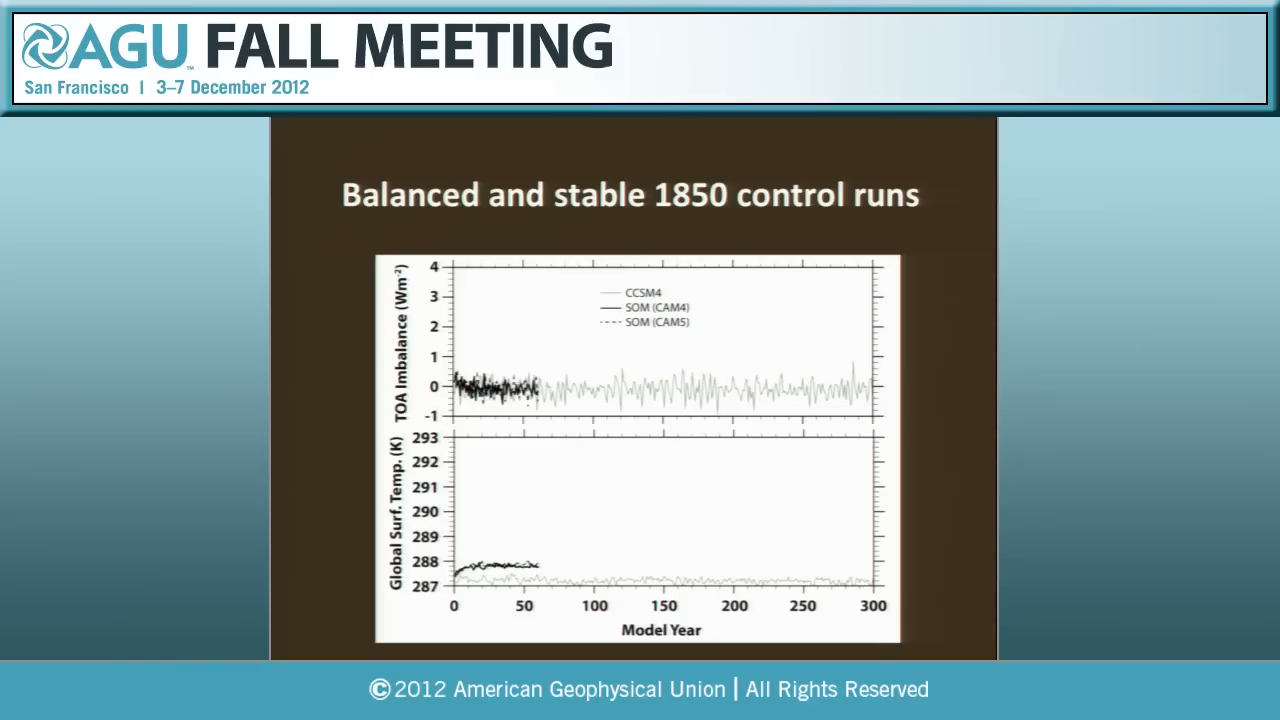 AGU™ FALL MEETING
San Francisco | 3–7 December 2012
Balanced and stable 1850 control runs
TOA Imbalance (Wm-2)
4
3
2
1
0
-1
CCSM4
SOM (CAM4)
SOM (CAM5)
Global Surf. Temp. (K)
293
292
291
290
289
288
287
0 50 100 150 200 250 300
Model Year
©2012 American Geophysical Union | All Rights Reserved